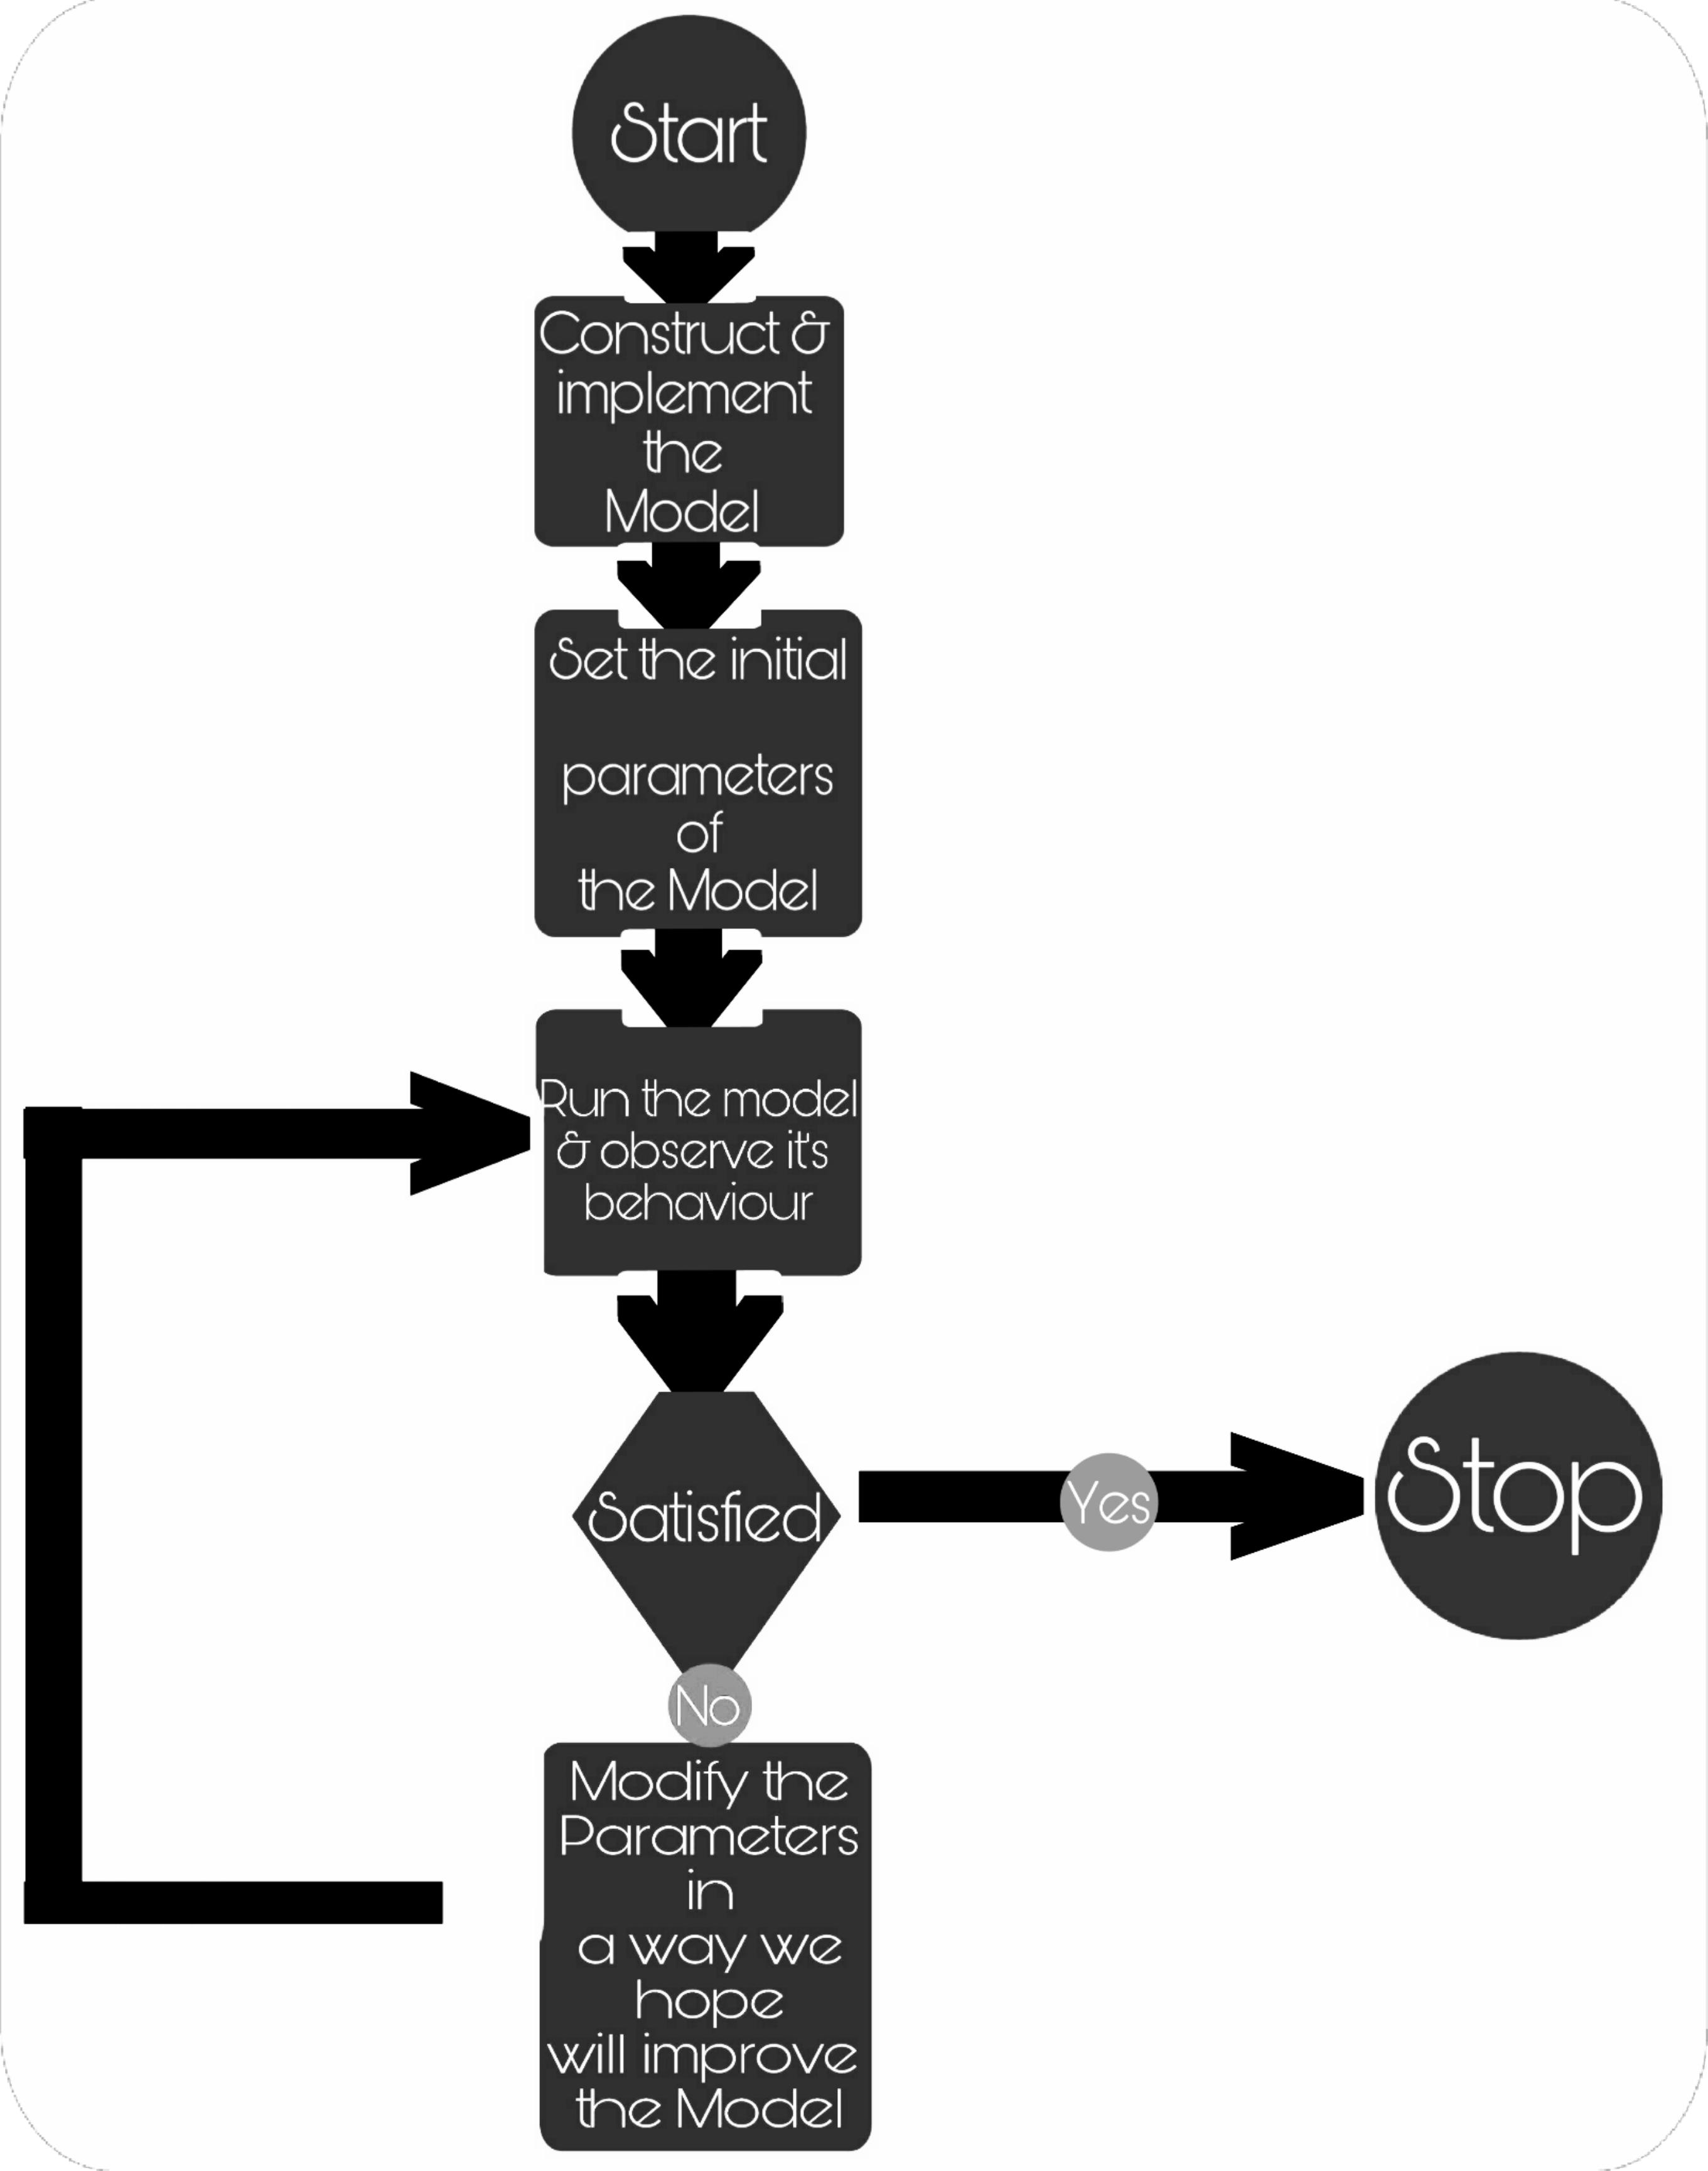 Start
Construct &
implement
the
Model
Set the initial
parameters
of
the Model
Run the model
& observe it's
behaviour
Satisfied
Yes
Stop
No
Modify the
Parameters
in
a way we
hope
will improve
the Model